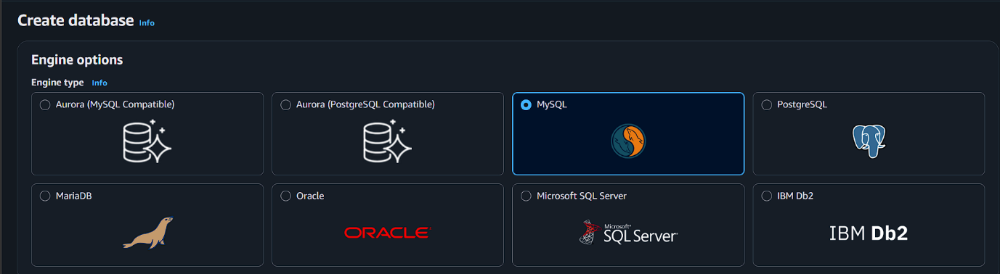 Create database Info
Engine options
Engine type Info
Aurora (MySQL Compatible)
Aurora (PostgreSQL Compatible)
MySQL
PostgreSQL
MariaDB
Oracle
Microsoft SQL Server
IBM Db2
ORACLE
Microsoft
SQL Server
IBM Db2